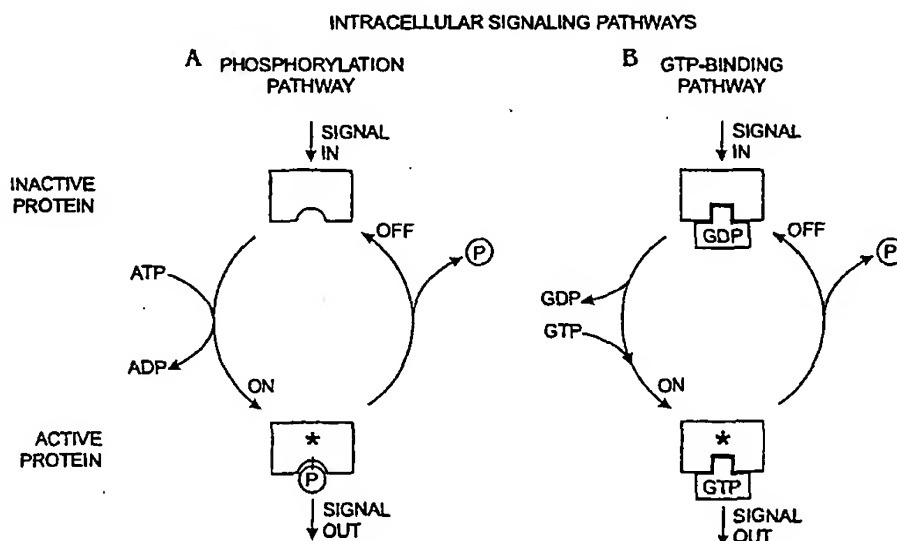 INTRACELLULAR SIGNALING PATHWAYS
A PHOSPHORYLATION
PATHWAY
SIGNAL
IN
INACTIVE
PROTEIN
OFF
P
ATP
ADP
ON
ACTIVE
PROTEIN
*
P
SIGNAL
OUT
B GTP-BINDING
PATHWAY
SIGNAL
IN
GDP
OFF
P
GDP
GTP
ON
*
GTP
SIGNAL
OUT